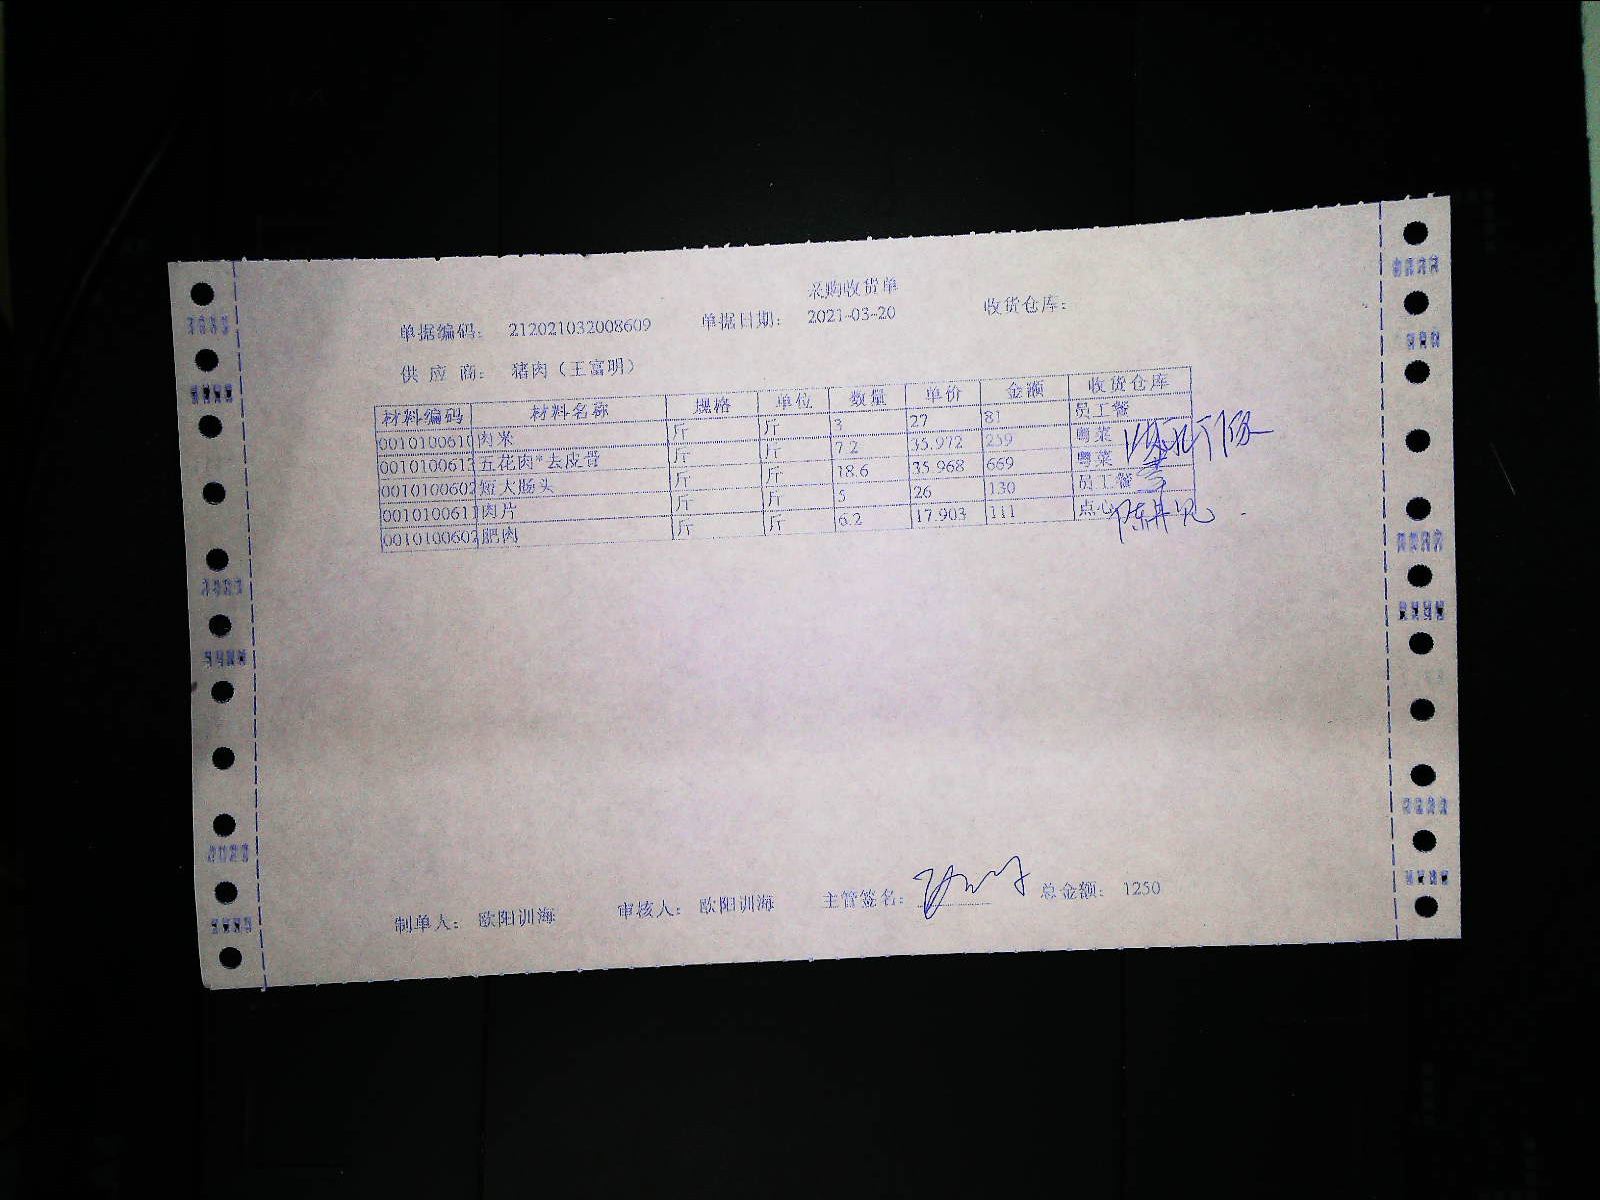 采购收货单
单据编码： 212021032008609 单据日期： 2021-03-20 收货仓库：
供 应 商： 猪肉（王富明）
材料编码 材料名称 规格 单位 数量 单价 金额 收货仓库
0010100610 肉末 斤 斤 3 27 81 员工餐
0010100613 五花肉*去皮骨 斤 斤 7.2 35.972 259 粤菜
0010100602 短大肠头 斤 斤 18.6 35.968 669 粤菜
0010100611 肉片 斤 斤 5 26 130 员工餐
0010100602 肥肉 斤 斤 6.2 17.903 111 点心
制单人： 欧阳训海 审核人： 欧阳训海 主管签名： 总金额： 1250